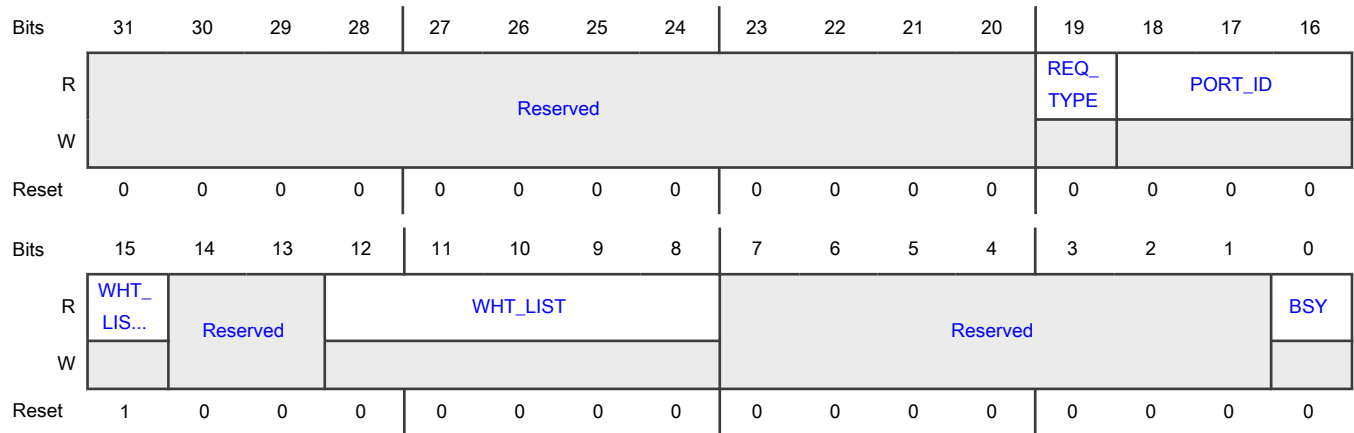 Bits 31 30 29 28 27 26 25 24 23 22 21 20 19 18 17 16
R Reserved REQ_ TYPE PORT_ID
W
Reset 0 0 0 0 0 0 0 0 0 0 0 0 0 0 0 0
Bits 15 14 13 12 11 10 9 8 7 6 5 4 3 2 1 0
R WHT_ LIS... Reserved WHT_LIST Reserved BSY
W
Reset 1 0 0 0 0 0 0 0 0 0 0 0 0 0 0 0